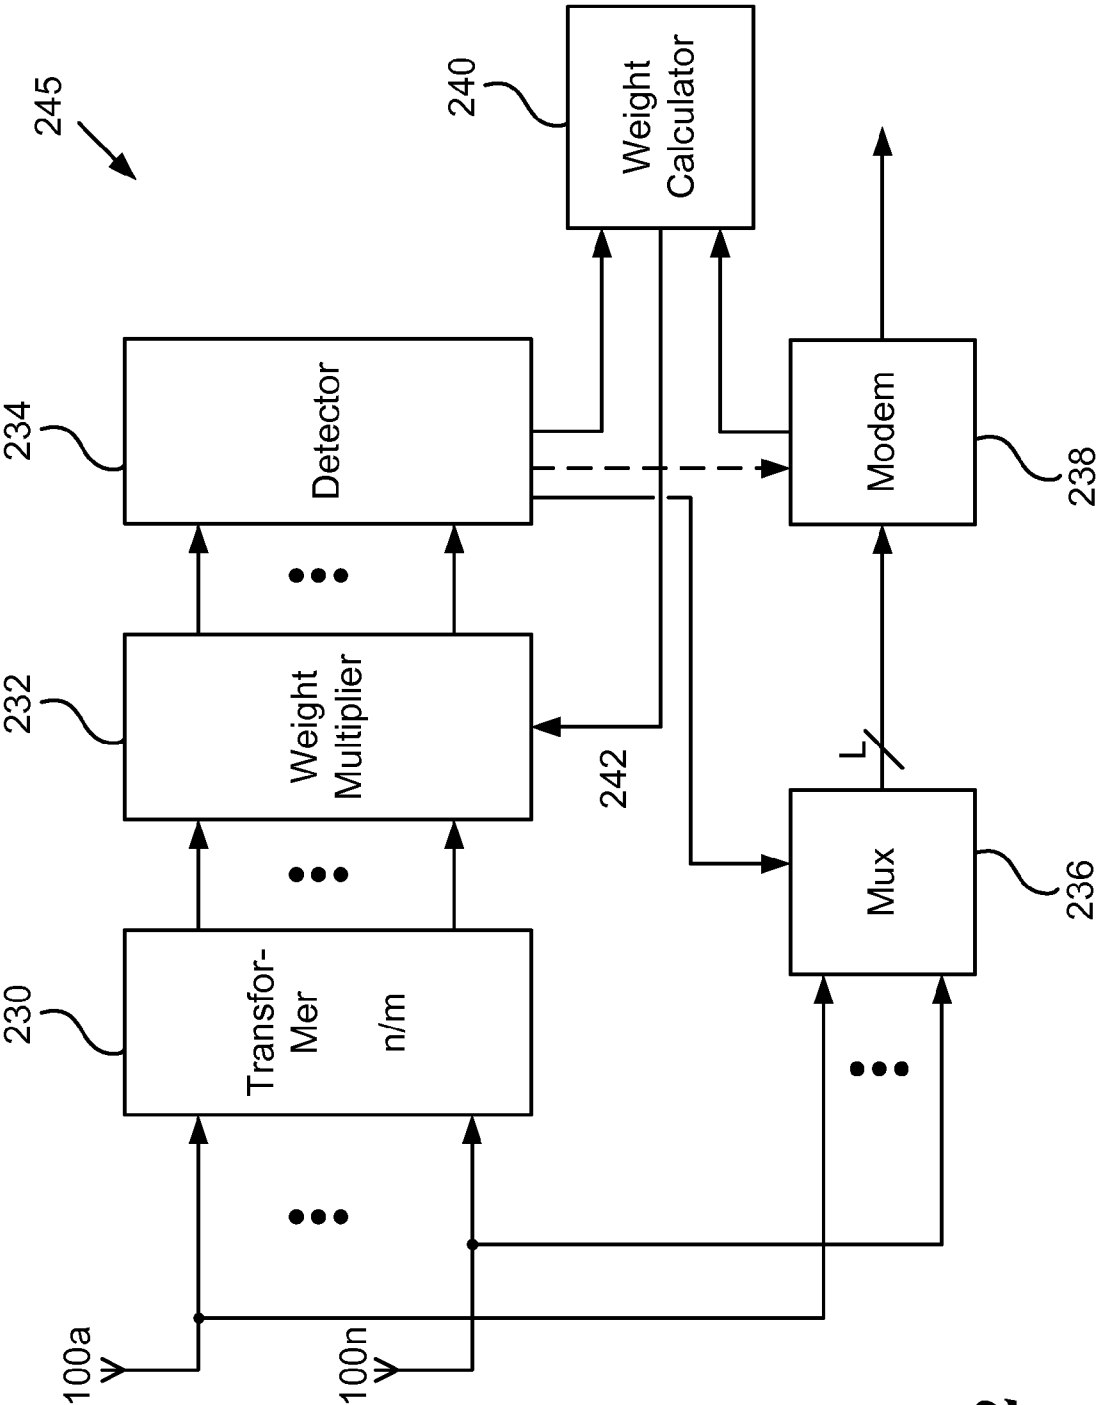 245
240
Weight
Calculator
234
Detector
232
Weight
Multiplier
242
230
Transfor-
Mer
n/m
Modem
238
L
Mux
236
100a
100n